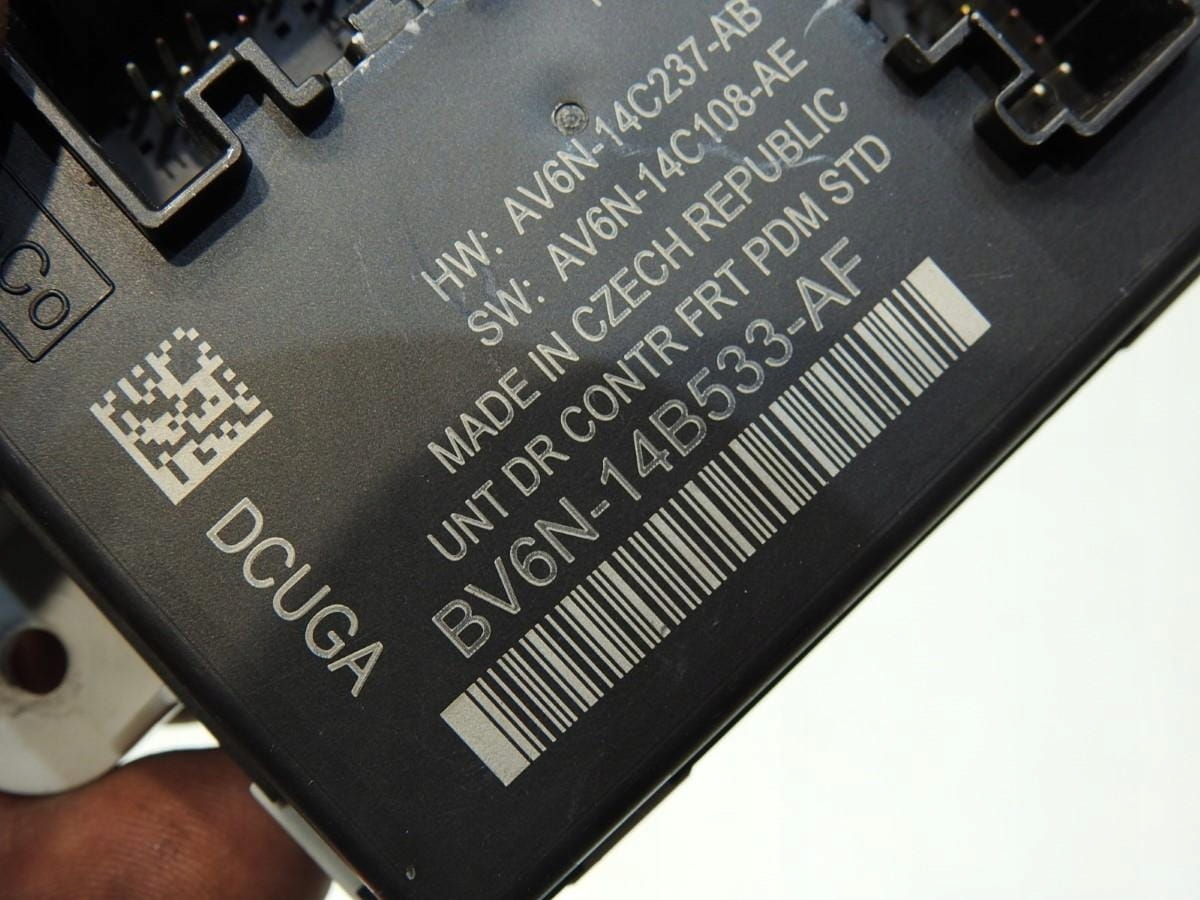 HW: AV6N-14C237-AB
SW: AV6N-14C108-AE
MADE IN CZECH REPUBLIC
UNT DR CONTR FRT PDM STD
BV6N-14B533-AF
DCUGA